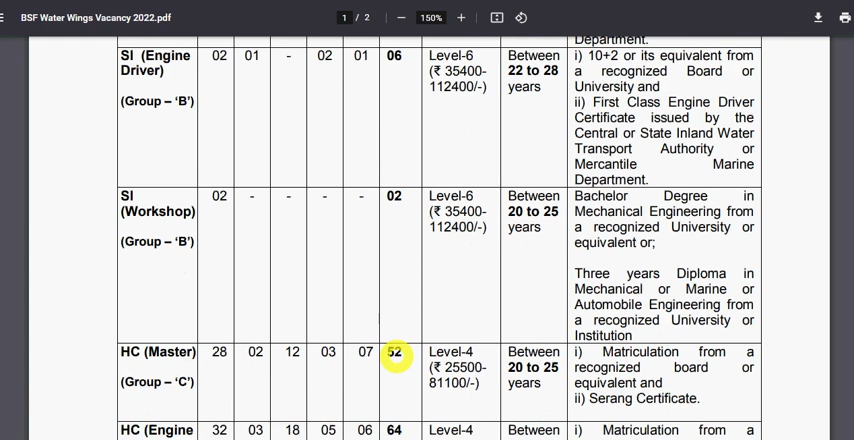 BSF Water Wings Vacancy 2022.pdf 1 / 2 150%
Department.
SI (Engine Driver) (Group – 'B') 02 01 - 02 01 06 Level-6 (₹ 35400-112400/-) Between 22 to 28 years
i) 10+2 or its equivalent from
a recognized Board or
University and
ii) First Class Engine Driver
Certificate issued by the
Central or State Inland Water
Transport Authority or
Mercantile Marine
Department.
SI (Workshop) (Group – 'B') 02 - - - - 02 Level-6 (₹ 35400-112400/-) Between 20 to 25 years
Bachelor Degree in
Mechanical Engineering from
a recognized University or
equivalent or;
Three years Diploma in
Mechanical or Marine or
Automobile Engineering from
a recognized University or
Institution
HC (Master) (Group – 'C') 28 02 12 03 07 52 Level-4 (₹ 25500-81100/-) Between 20 to 25 years
i) Matriculation from a
recognized board or
equivalent and
ii) Serang Certificate.
HC (Engine 32 03 18 05 06 64 Level-4 Between i) Matriculation from a